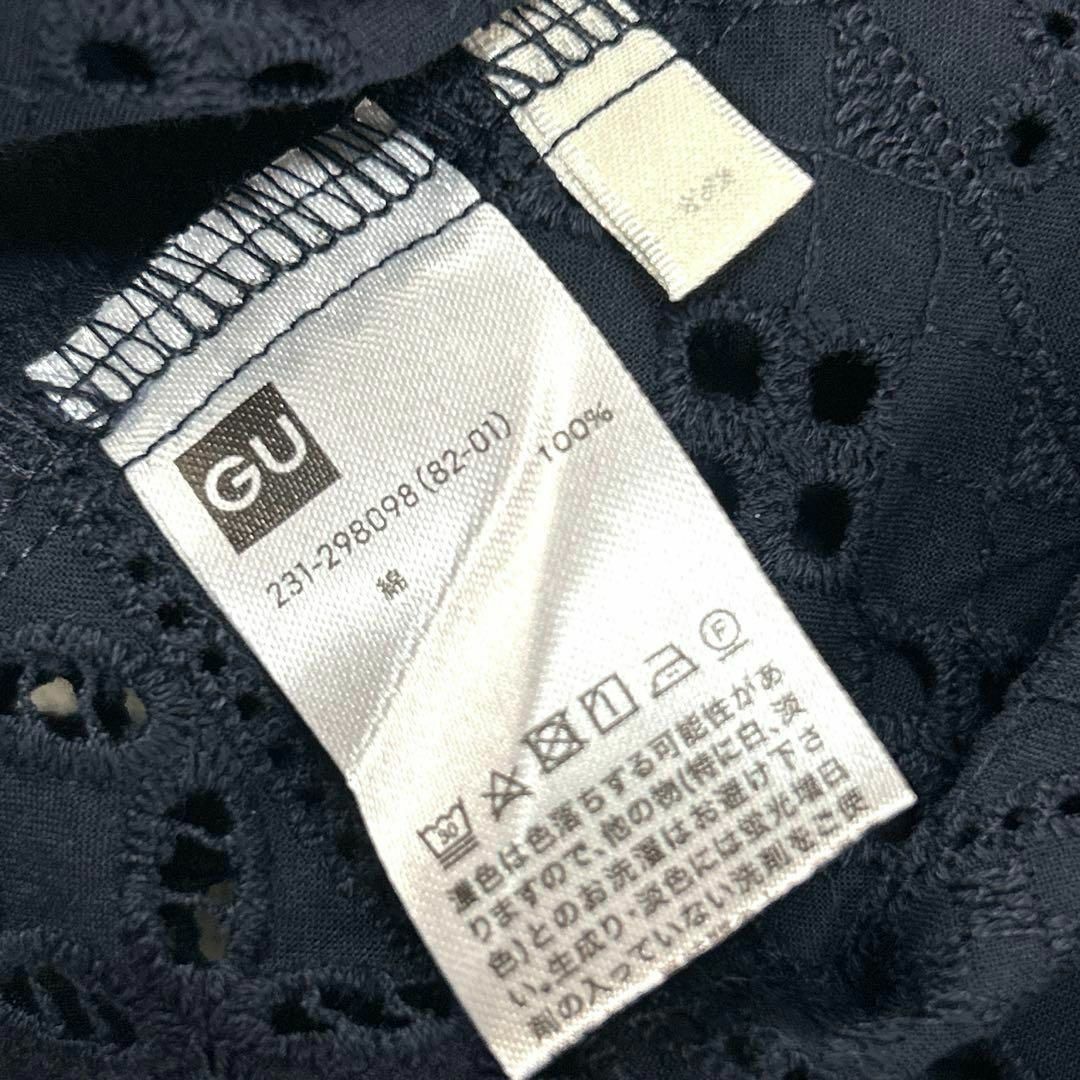 GU
231-298098(82-01)
綿 100%
30
F
濃色は色落ちする可能性があ
りますので、他の物(特に白、淡
色)とのお洗濯はお避け下さ
い。生成り・淡色には蛍光増白
剤の入っていない洗剤をご使